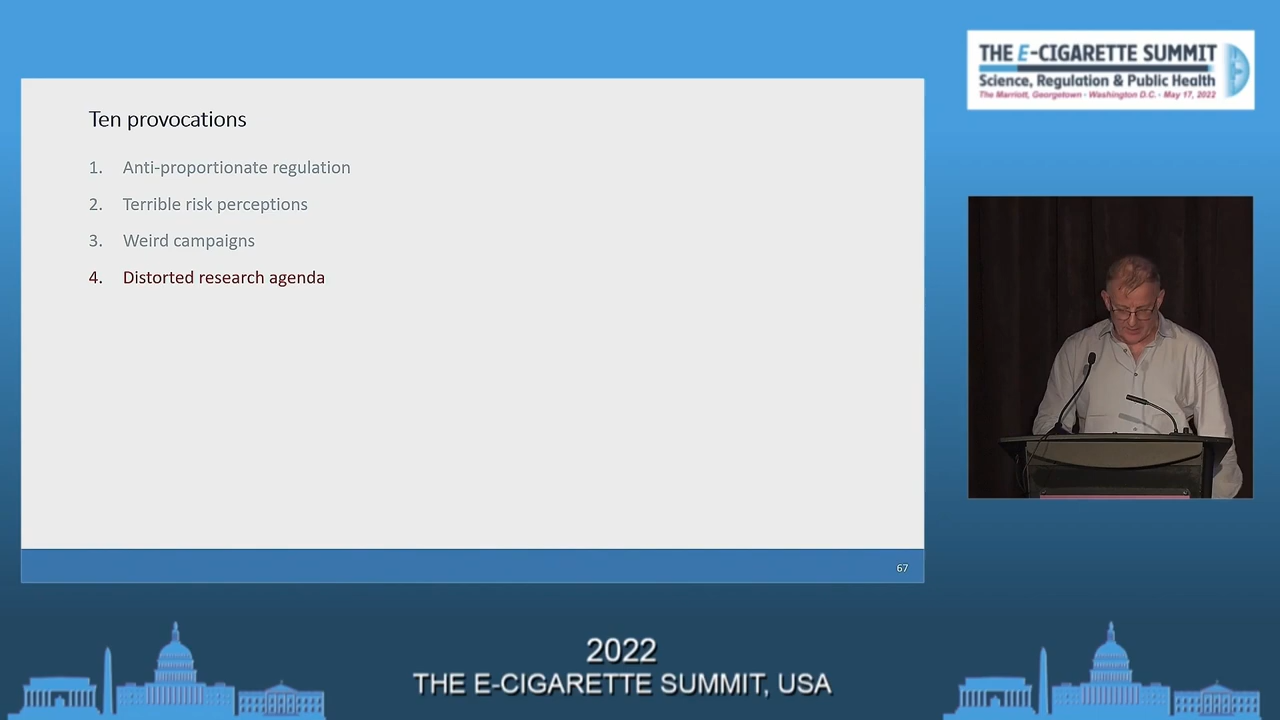 THE E-CIGARETTE SUMMIT
Science, Regulation & Public Health
The Marriott, Georgetown - Washington D.C. - May 17, 2022
Ten provocations
1. Anti-proportionate regulation
2. Terrible risk perceptions
3. Weird campaigns
4. Distorted research agenda
67
2022
THE E-CIGARETTE SUMMIT, USA